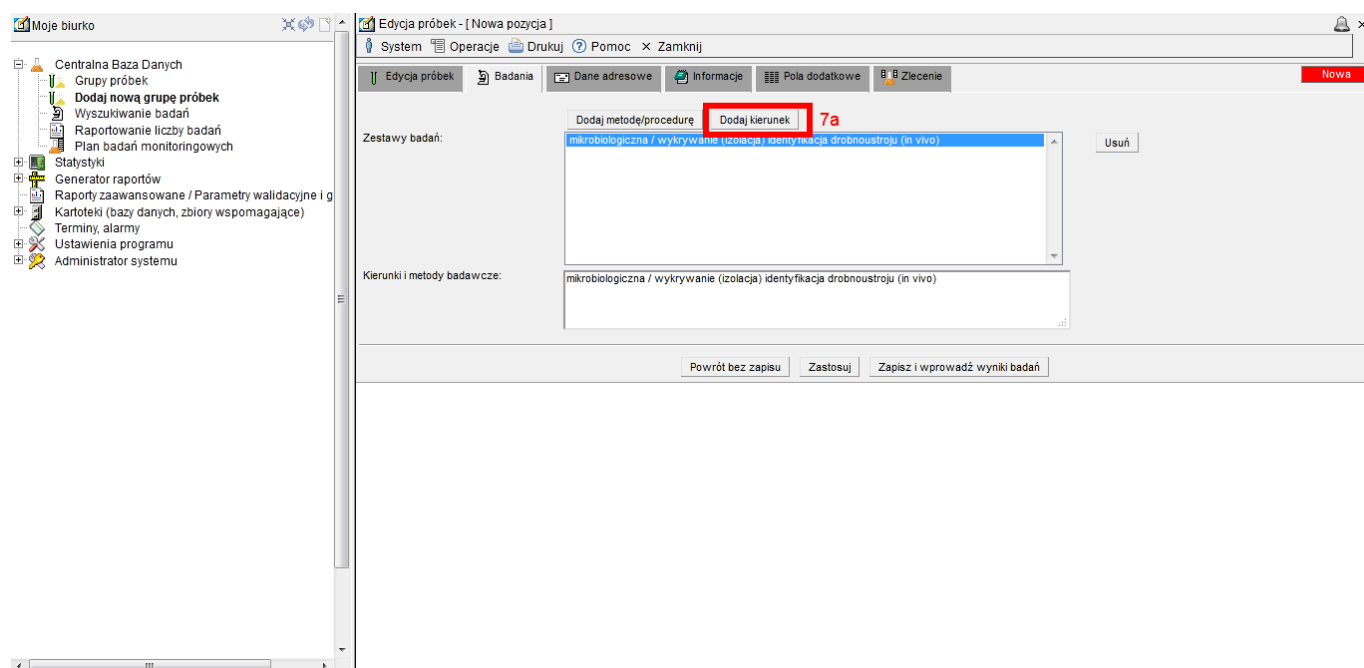 Moje biurko
Centralna Baza Danych
Grupy próbek
Dodaj nową grupę próbek
Wyszukiwanie badań
Raportowanie liczby badań
Plan badań monitoringowych
Statystyki
Generator raportów
Raporty zaawansowane / Parametry walidacyjne i g
Kartoteki (bazy danych, zbiory wspomagające)
Terminy, alarmy
Ustawienia programu
Administrator systemu
Edycja próbek - [ Nowa pozycja ]
System Operacje Drukuj Pomoc × Zamknij
Edycja próbek Badania Dane adresowe Informacje Pola dodatkowe Zlecenie Nowa
Dodaj metodę/procedurę Dodaj kierunek 7a
Zestawy badań: mikrobiologiczna / wykrywanie (izolacja) identyfikacja drobnoustroju (in vivo) Usuń
Kierunki i metody badawcze: mikrobiologiczna / wykrywanie (izolacja) identyfikacja drobnoustroju (in vivo)
Powrót bez zapisu Zastosuj Zapisz i wprowadź wyniki badań